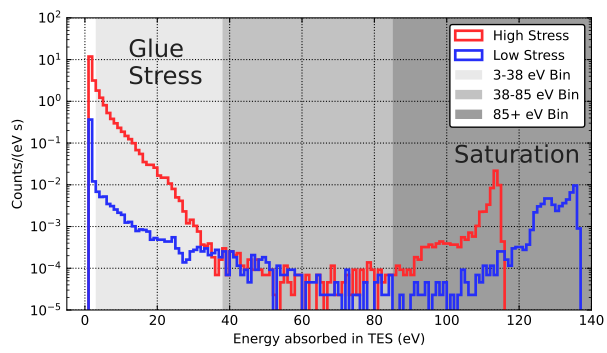 10²
10¹
10⁰
10⁻¹
10⁻²
10⁻³
10⁻⁴
10⁻⁵
Counts/(eV s)
Glue
Stress
High Stress
Low Stress
3-38 eV Bin
38-85 eV Bin
85+ eV Bin
Saturation
0 20 40 60 80 100 120 140
Energy absorbed in TES (eV)